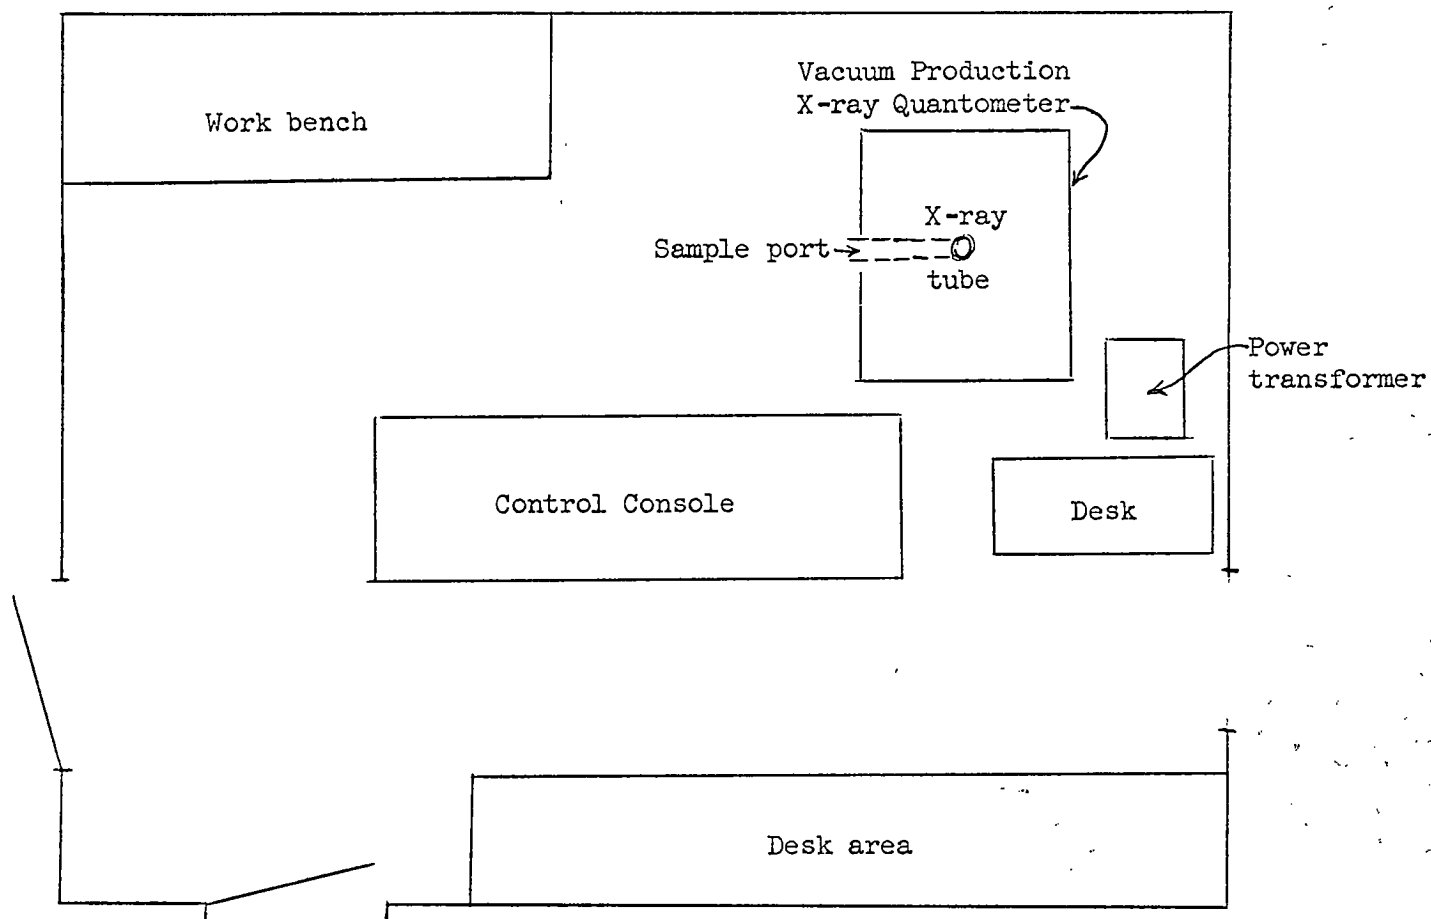 Vacuum Production
X-ray Quantometer
Work bench
X-ray
Sample port
tube
Power
transformer
Control Console
Desk
Desk area